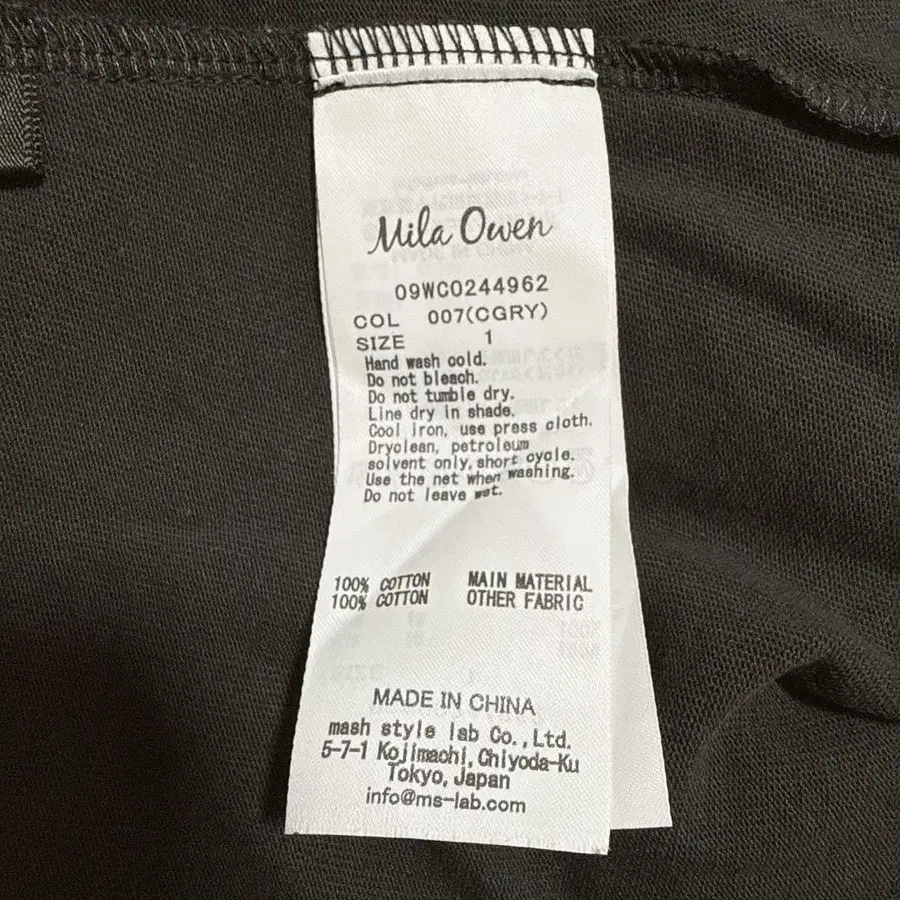 Mila Owen
09WCO244962
COL 007(CGRY)
SIZE 1
Hand wash cold.
Do not bleach.
Do not tumble dry.
Line dry in shade.
Cool iron, use press cloth.
Dryclean, petroleum
solvent only, short cycle.
Use the net when washing.
Do not leave wet.
100% COTTON MAIN MATERIAL
100% COTTON OTHER FABRIC
MADE IN CHINA
mash style lab Co.,Ltd.
5-7-1 Kojimachi, Chiyoda-Ku
Tokyo, Japan
info@ms-lab.com